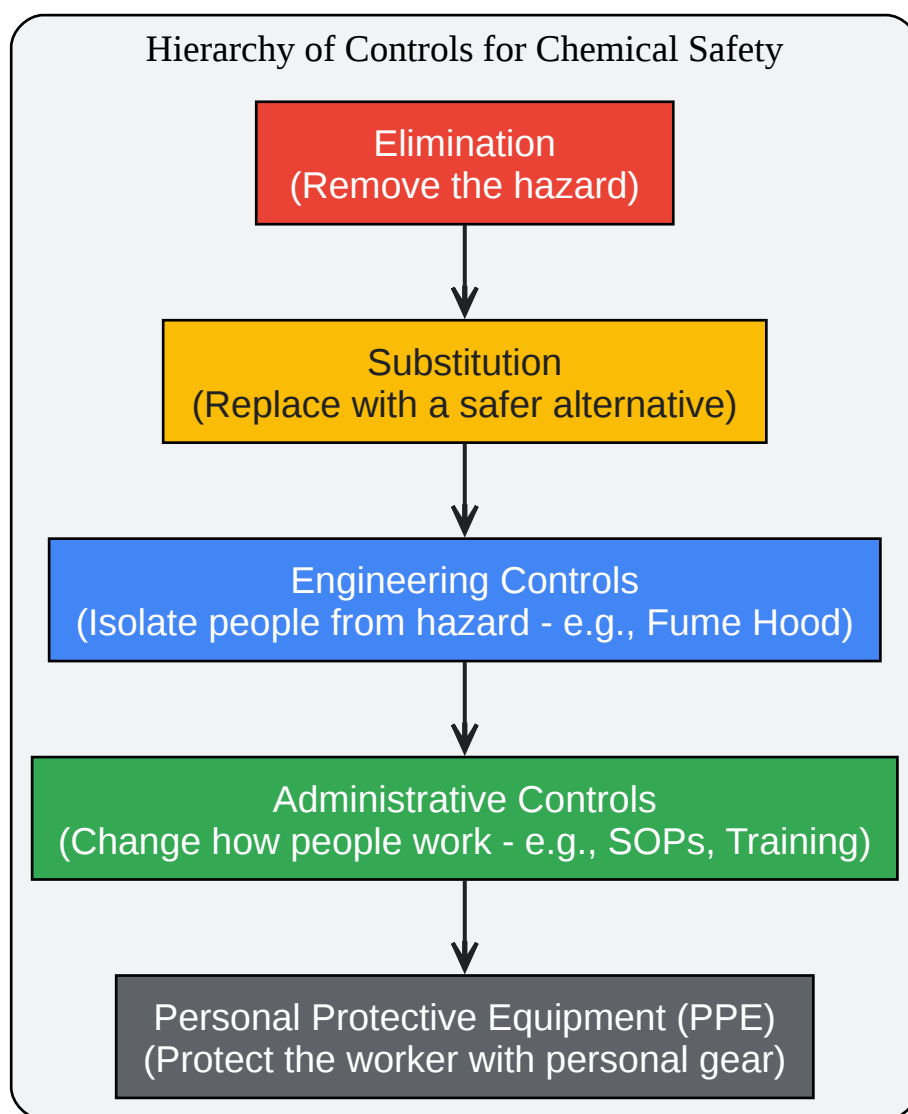 Hierarchy of Controls for Chemical Safety
Elimination
(Remove the hazard)
Substitution
(Replace with a safer alternative)
Engineering Controls
(Isolate people from hazard - e.g., Fume Hood)
Administrative Controls
(Change how people work - e.g., SOPs, Training)
Personal Protective Equipment (PPE)
(Protect the worker with personal gear)